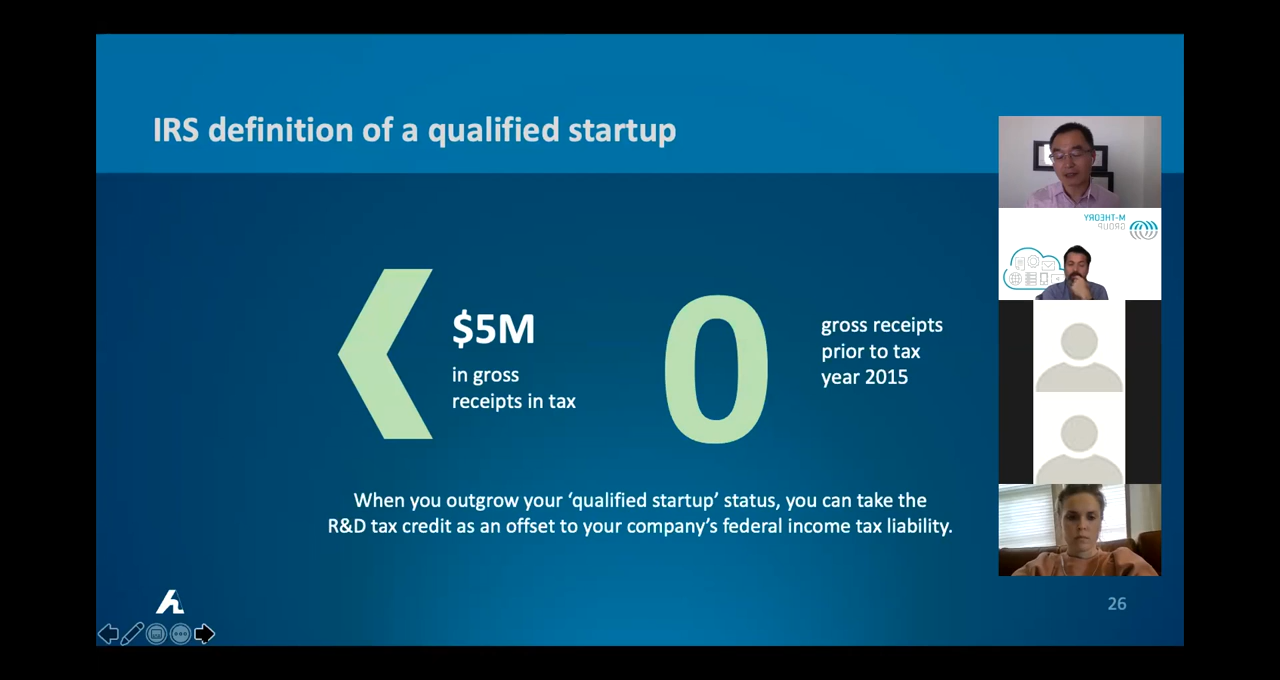 IRS definition of a qualified startup
M-THEORY
GROUP
$5M
in gross
receipts in tax
0
gross receipts
prior to tax
year 2015
When you outgrow your ‘qualified startup’ status, you can take the
R&D tax credit as an offset to your company’s federal income tax liability.
26